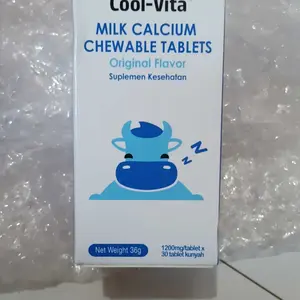 Cool-Vita
MILK CALCIUM
CHEWABLE TABLETS
Original Flavor
Suplemen Kesehatan
z z z
Net Weight 36g
1200mg/tablet x
30 tablet kunyah